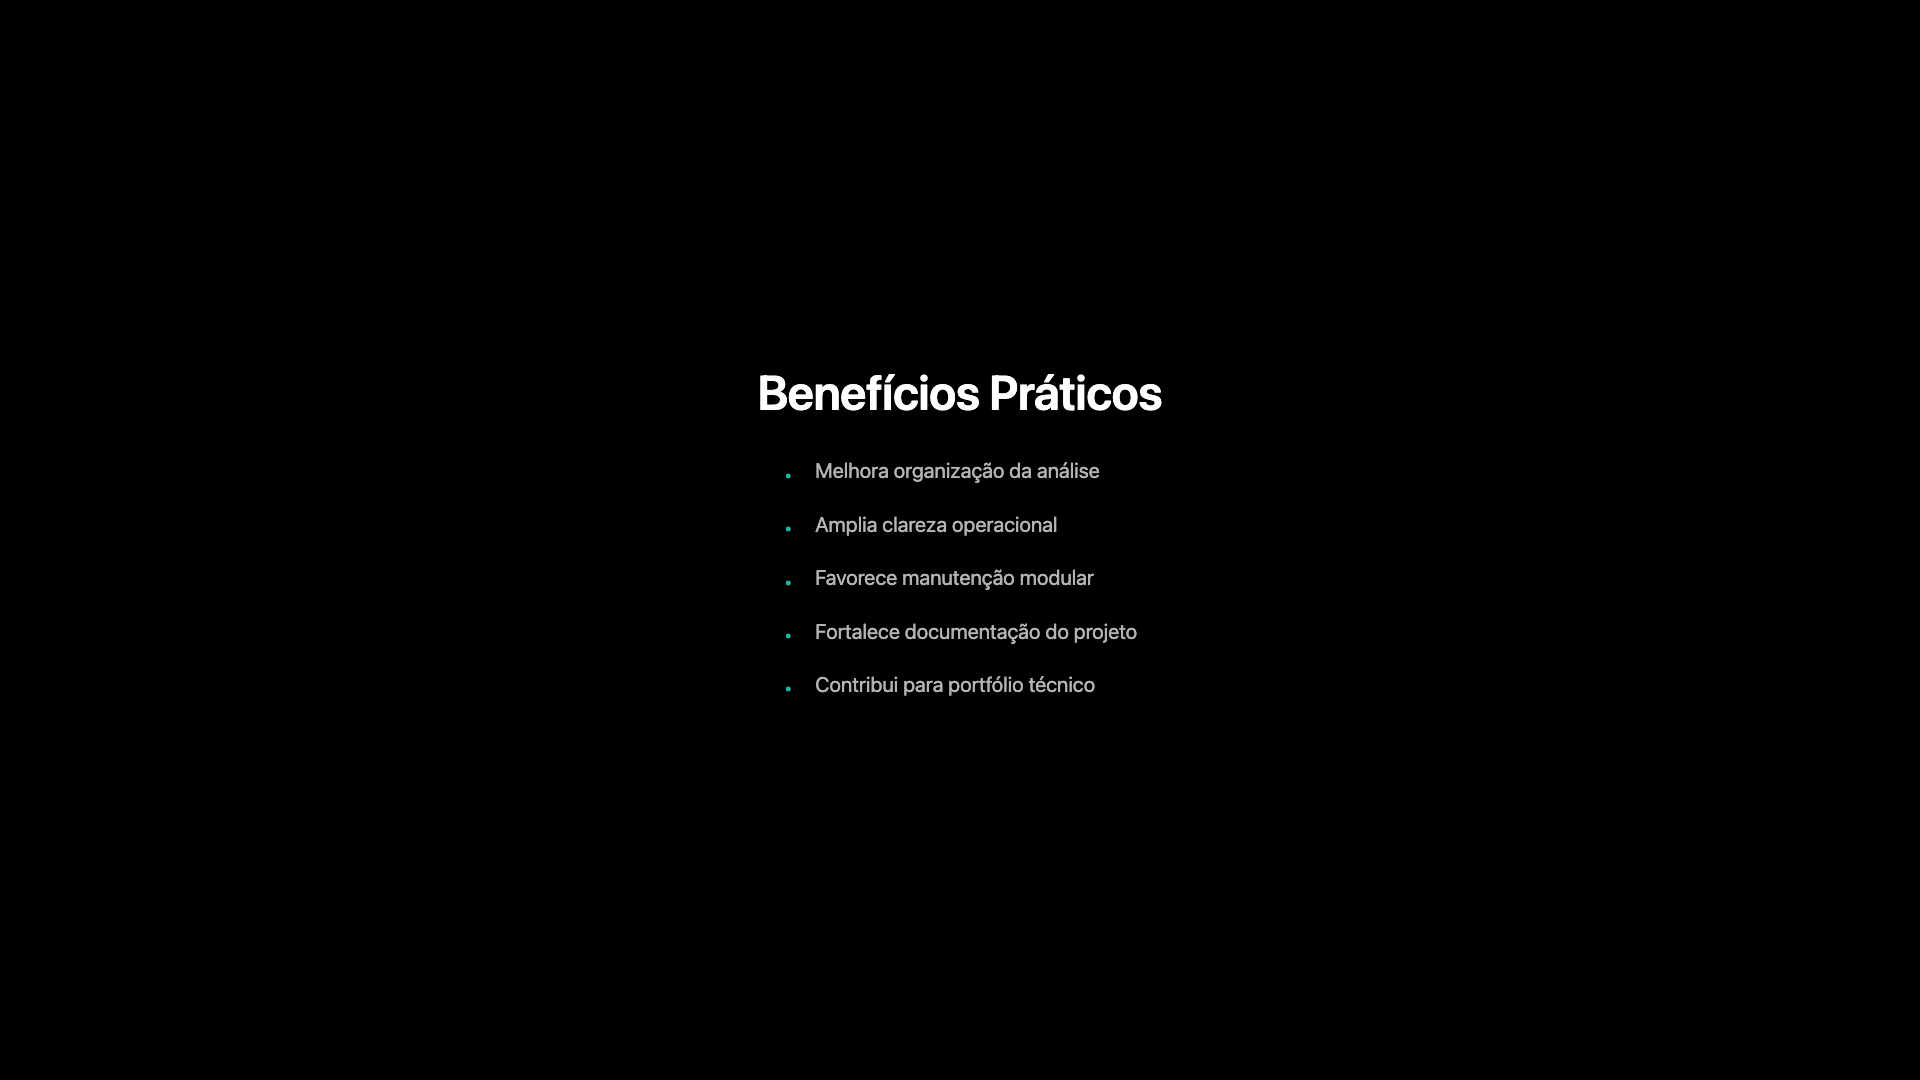 Benefícios Práticos
• Melhora organização da análise
• Amplia clareza operacional
• Favorece manutenção modular
• Fortalece documentação do projeto
• Contribui para portfólio técnico